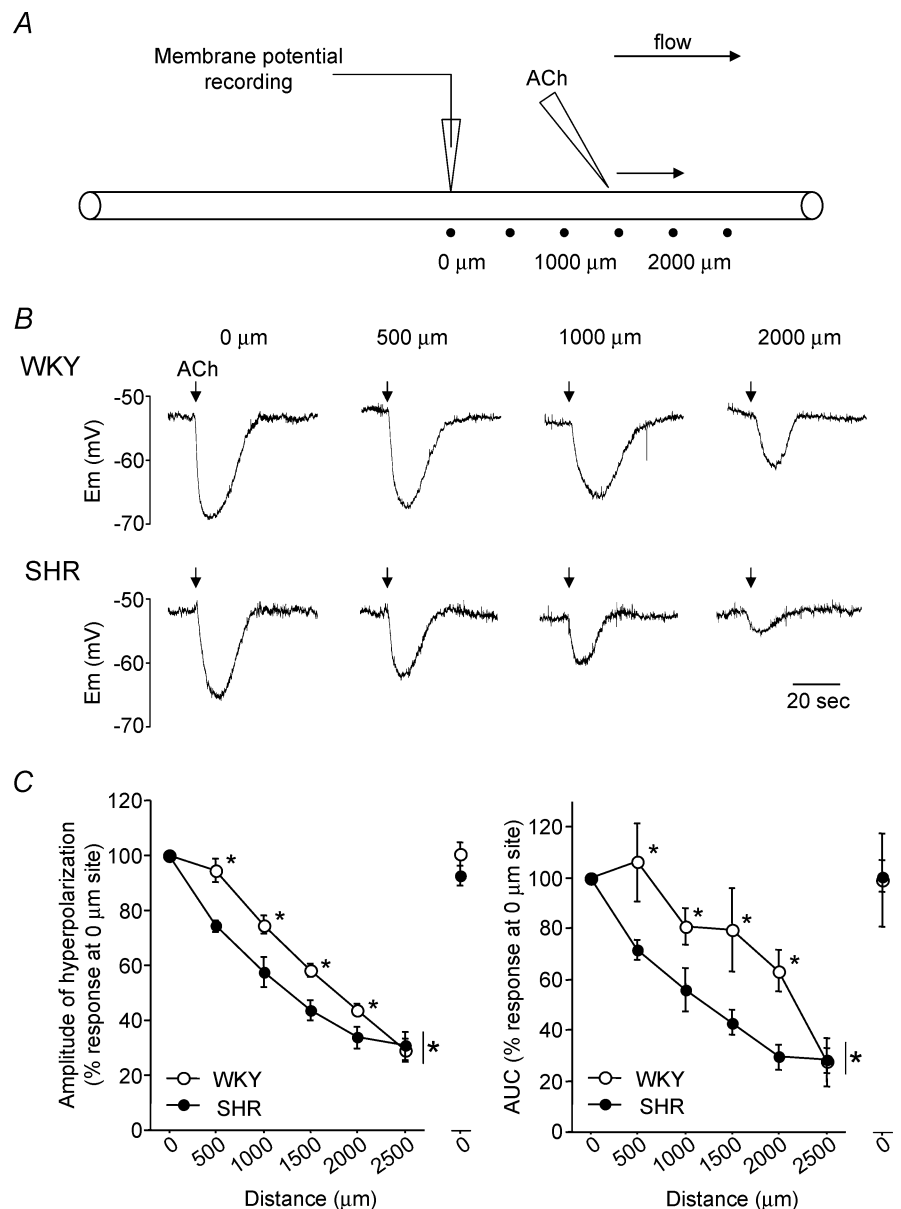 A
flow
Membrane potential
recording
ACh
0 μm 1000 μm 2000 μm
B
0 μm 500 μm 1000 μm 2000 μm
WKY
ACh
-50
-60
-70
Em (mV)
SHR
-50
-60
-70
Em (mV)
20 sec
C
Amplitude of hyperpolarization
(% response at 0 μm site)
120
100
80
60
40
20
0
*
*
*
*
*
WKY
SHR
0 500 1000 1500 2000 2500 0
Distance (μm)
AUC (% response at 0 μm site)
120
100
80
60
40
20
0
*
*
*
*
*
WKY
SHR
0 500 1000 1500 2000 2500 0
Distance (μm)